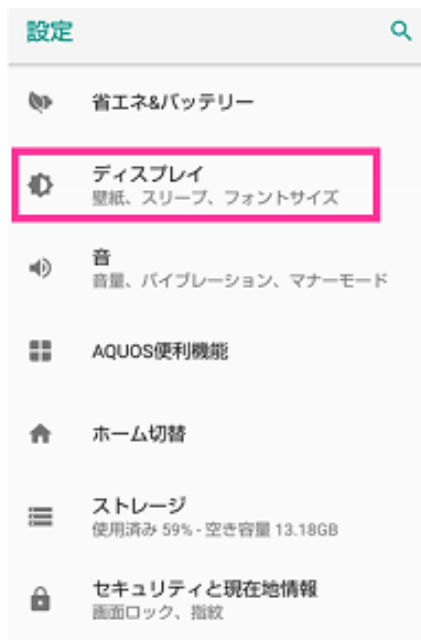 設定
省エネ&バッテリー
ディスプレイ
壁紙、スリープ、フォントサイズ
音
音量、バイブレーション、マナーモード
AQUOS便利機能
ホーム切替
ストレージ
使用済み 59% - 空き容量 13.18GB
セキュリティと現在地情報
画面ロック、指紋